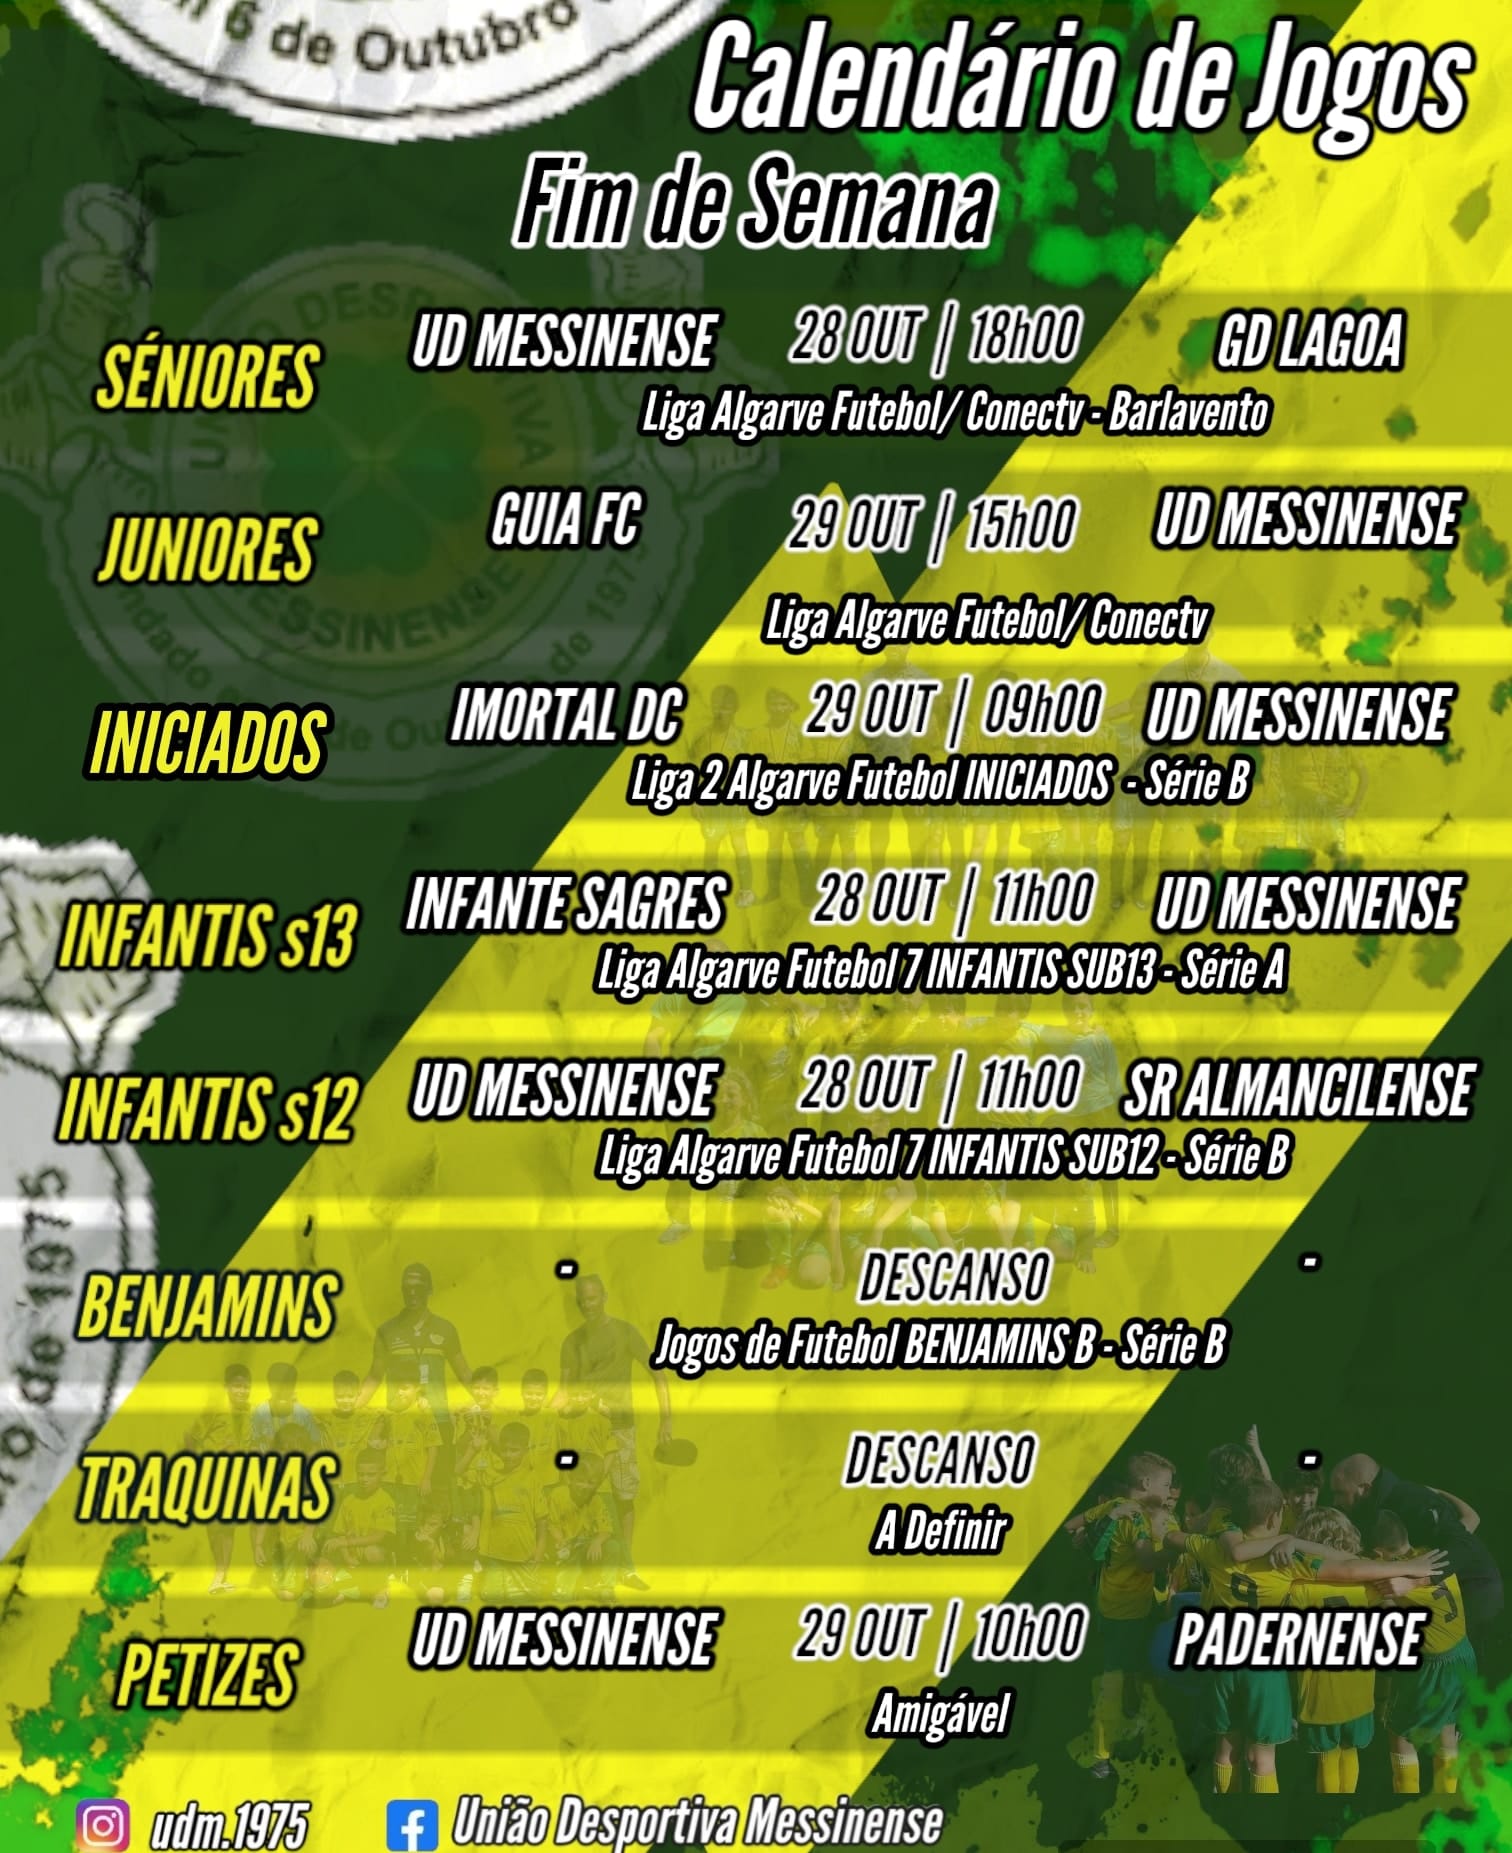 6 de Outubro
Calendário de Jogos
Fim de Semana
SÉNIORES
UD MESSINENSE 28 OUT | 18h00 GD LAGOA
Liga Algarve Futebol/ Conectv - Barlavento
JUNIORES
GUIA FC 29 OUT | 15h00 UD MESSINENSE
Liga Algarve Futebol/ Conectv
INICIADOS
IMORTAL DC 29 OUT | 09h00 UD MESSINENSE
Liga 2 Algarve Futebol INICIADOS - Série B
INFANTIS s13
INFANTE SAGRES 28 OUT | 11h00 UD MESSINENSE
Liga Algarve Futebol 7 INFANTIS SUB13 - Série A
INFANTIS s12
UD MESSINENSE 28 OUT | 11h00 SR ALMANCILENSE
Liga Algarve Futebol 7 INFANTIS SUB12 - Série B
de 1975
BENJAMINS
- DESCANSO -
Jogos de Futebol BENJAMINS B - Série B
TRAQUINAS
- DESCANSO -
A Definir
PETIZES
UD MESSINENSE 29 OUT | 10h00 PADERNENSE
Amigável
udm.1975 União Desportiva Messinense